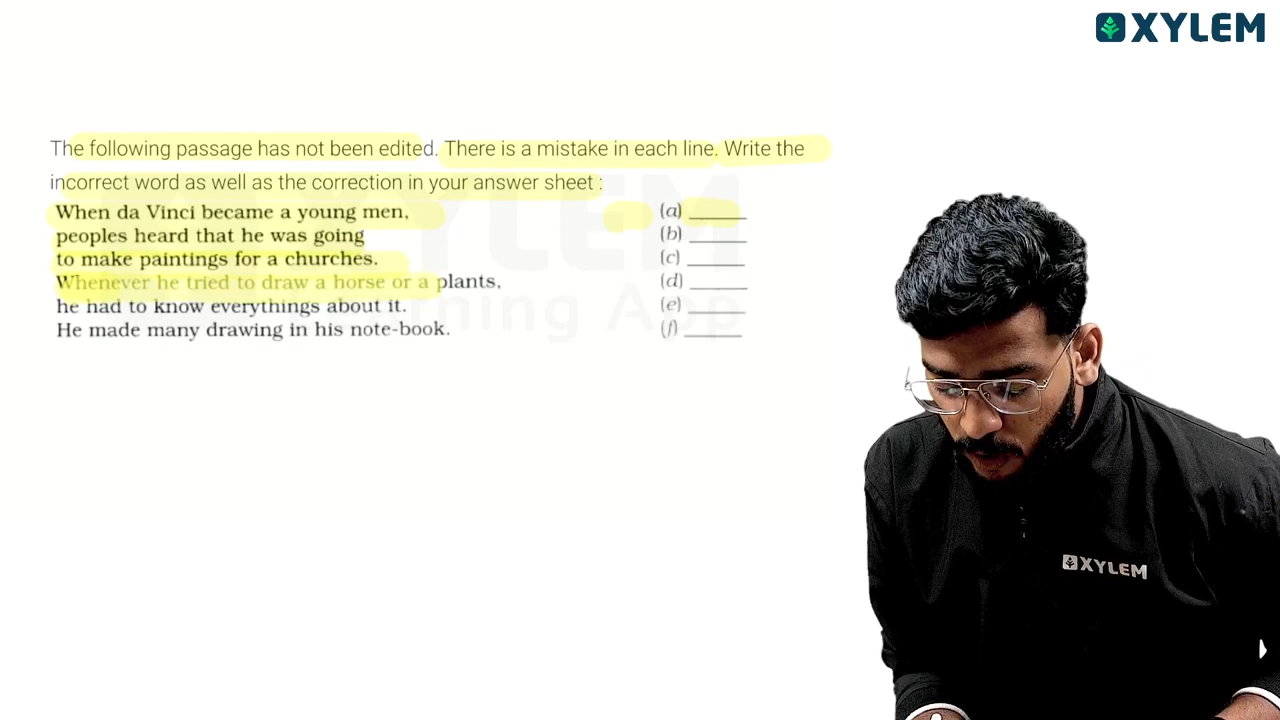 XYLEM
The following passage has not been edited. There is a mistake in each line. Write the
incorrect word as well as the correction in your answer sheet :
When da Vinci became a young men, (a) ______
peoples heard that he was going (b) ______
to make paintings for a churches. (c) ______
Whenever he tried to draw a horse or a plants, (d) ______
he had to know everythings about it. (e) ______
He made many drawing in his note-book. (f) ______
XYLEM
Learning App
XYLEM